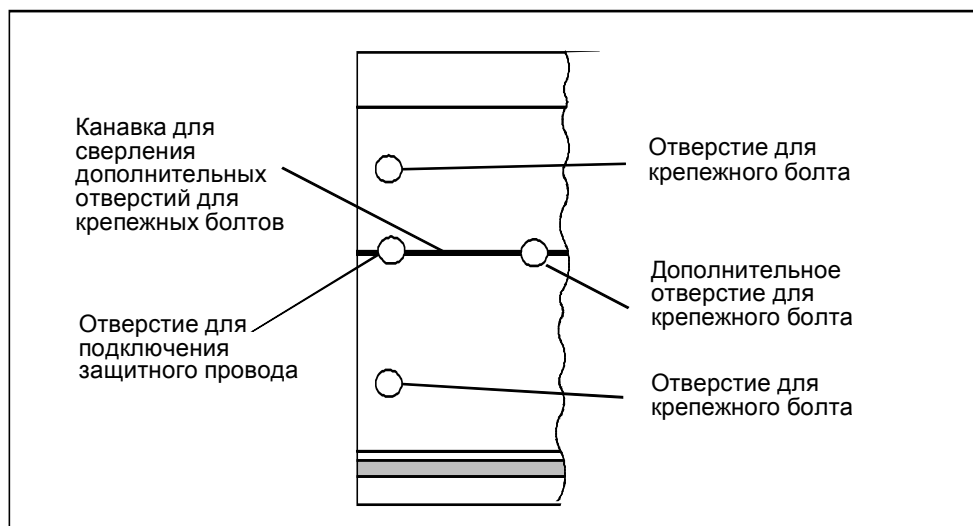 Канавка для
сверления
дополнительных
отверстий для
крепежных болтов
Отверстие для
подключения
защитного провода
Отверстие для
крепежного болта
Дополнительное
отверстие для
крепежного болта
Отверстие для
крепежного болта